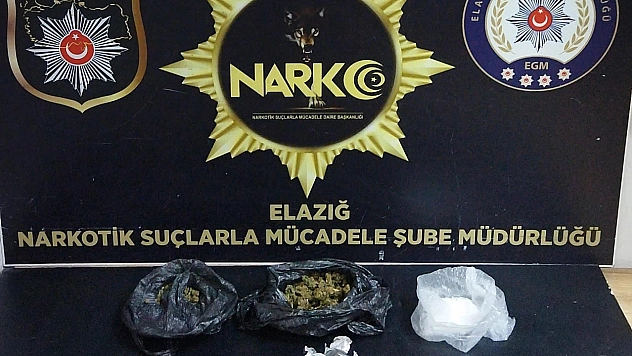 NARKO
NARKOTİK SUÇLARLA MÜCADELE DAİRE BAŞKANLIĞI
EGM
ELAZIĞ
NARKOTİK SUÇLARLA MÜCADELE ŞUBE MÜDÜRLÜĞÜ